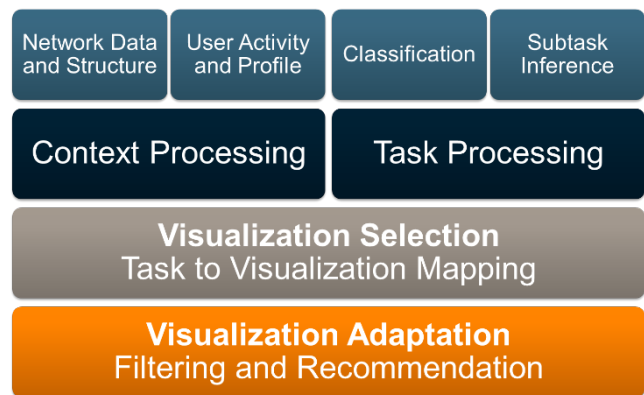 Network Data
and Structure
User Activity
and Profile
Classification
Subtask
Inference
Context Processing
Task Processing
Visualization Selection
Task to Visualization Mapping
Visualization Adaptation
Filtering and Recommendation